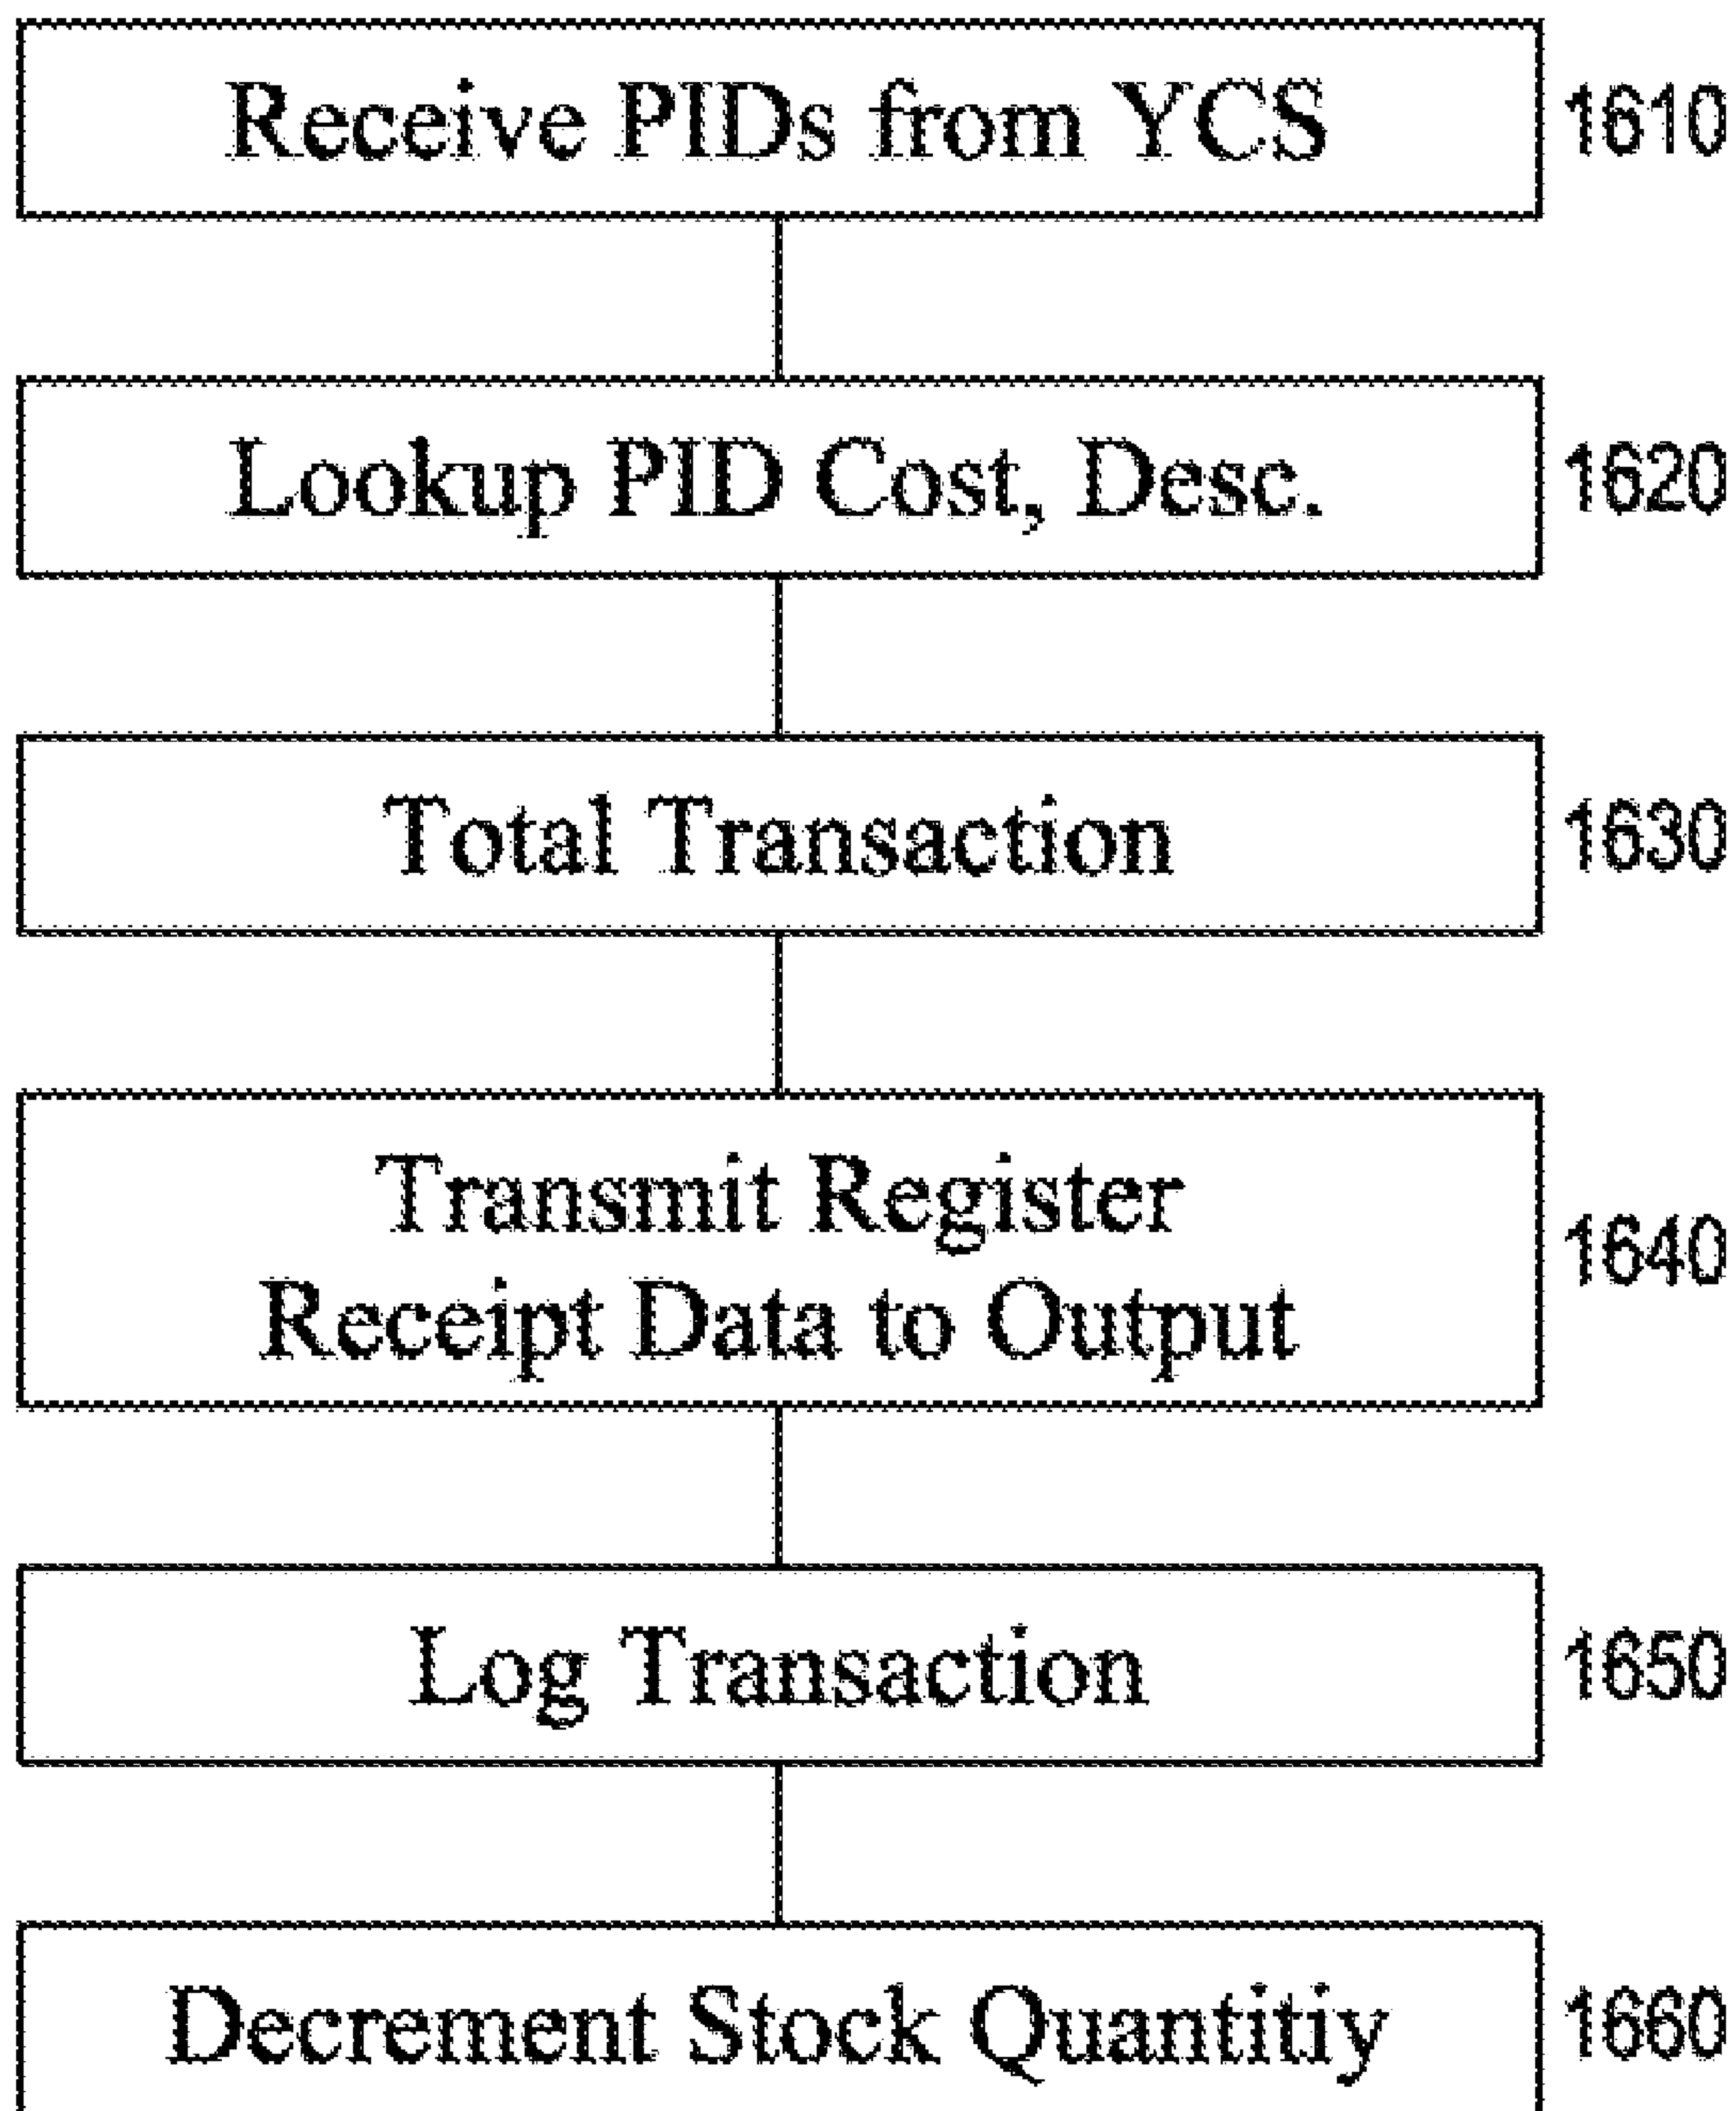 Receive PIDs from YCS 1610
Lookup PID Cost, Desc. 1620
Total Transaction 1630
Transmit Register
Receipt Data to Output 1640
Log Transaction 1650
Decrement Stock Quantitiy 1660